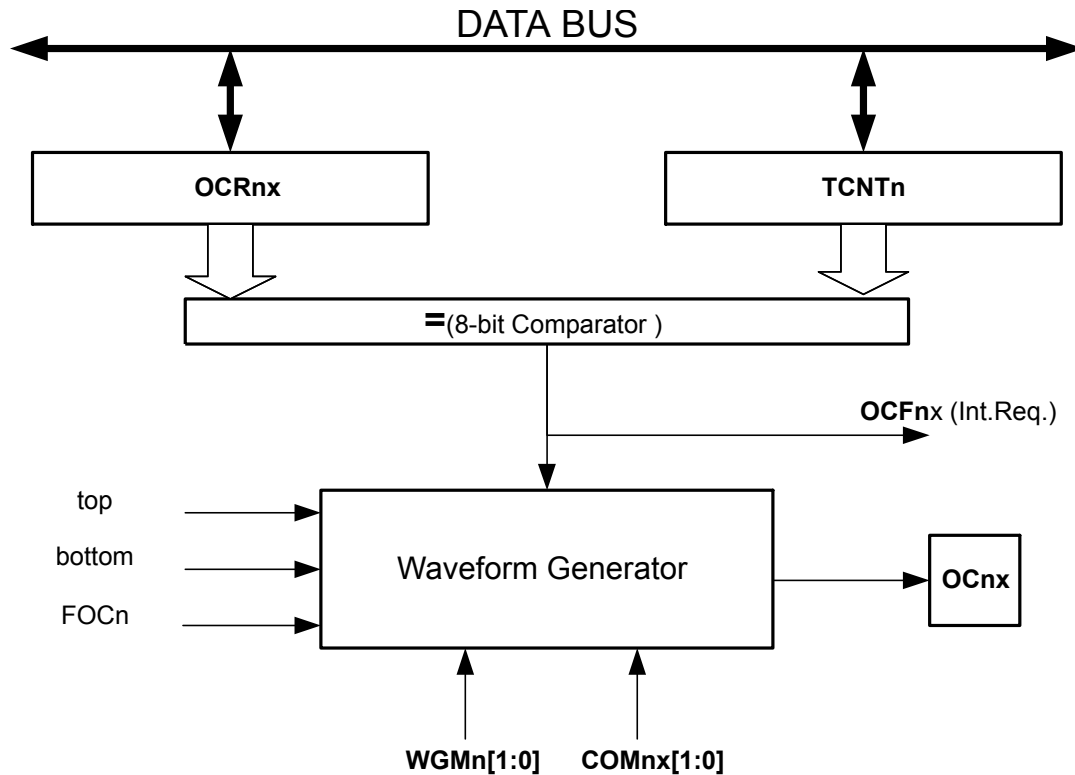 DATA BUS
OCRnx
TCNTn
=(8-bit Comparator )
OCFnx (Int.Req.)
top
bottom
FOCn
Waveform Generator
OCnx
WGMn[1:0]
COMnx[1:0]